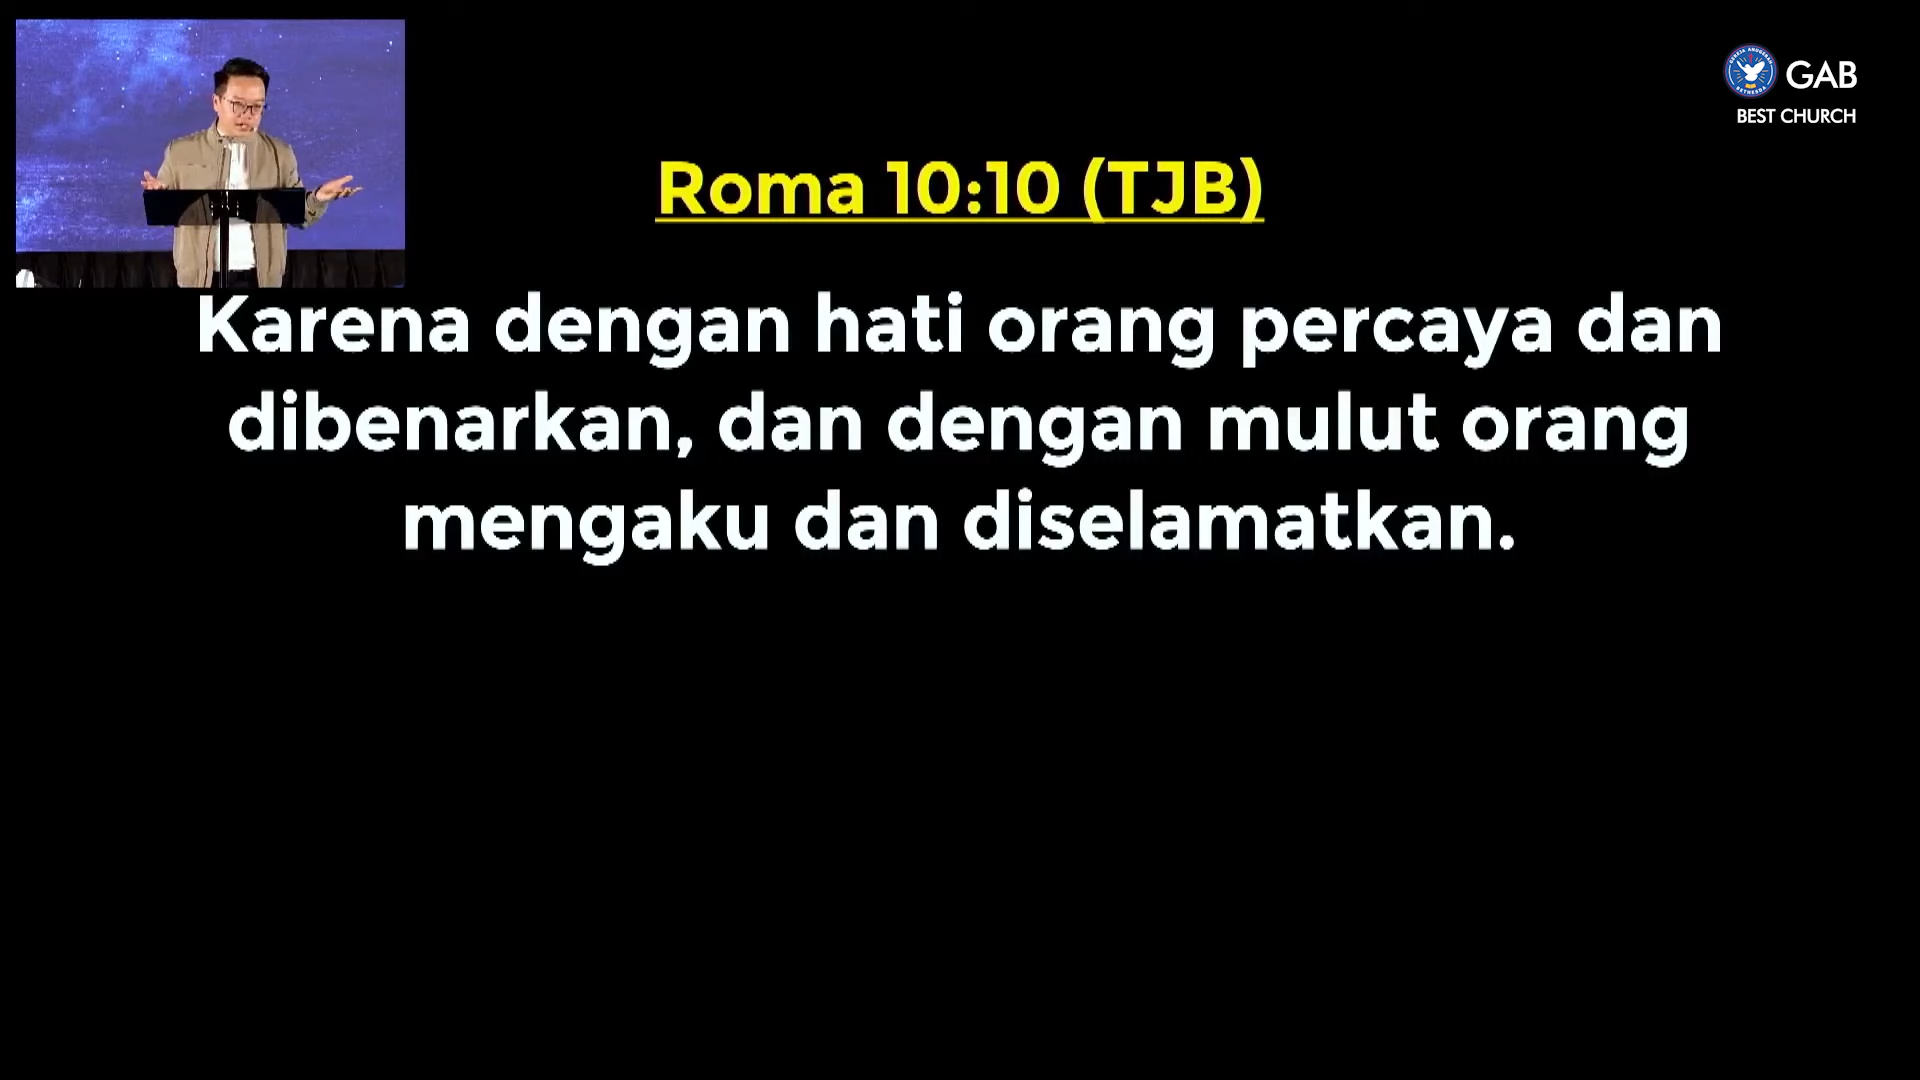 GAB
BEST CHURCH
Roma 10:10 (TJB)
Karena dengan hati orang percaya dan
dibenarkan, dan dengan mulut orang
mengaku dan diselamatkan.